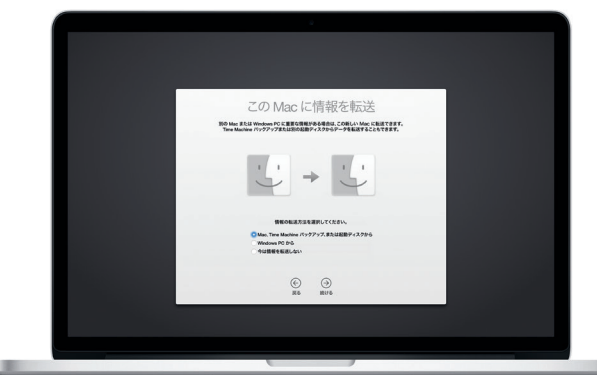 この Mac に情報を転送
別の Mac または Windows PC に重要な情報がある場合は、この新しい Mac に転送できます。
Time Machine バックアップまたは別の起動ディスクからデータを転送することもできます。
情報の転送方法を選択してください。
Mac、Time Machine バックアップ、または起動ディスクから
Windows PC から
今は情報を転送しない
戻る 続ける